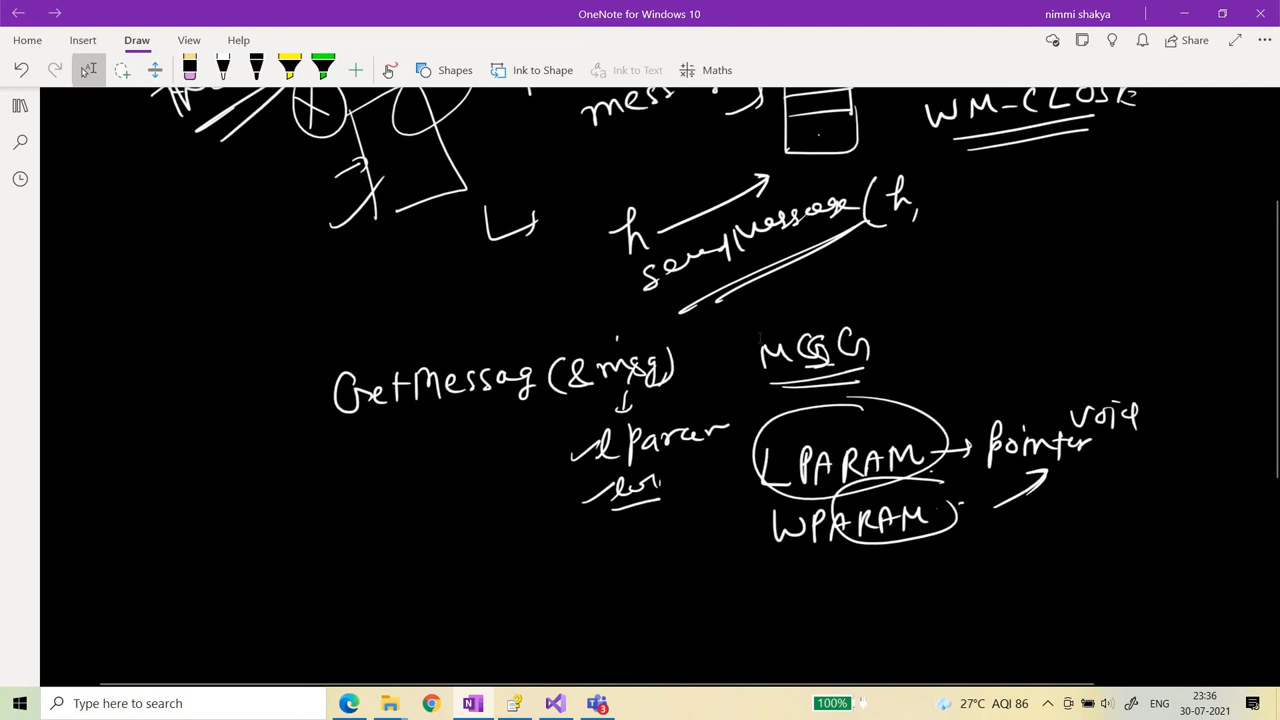 OneNote for Windows 10
nimmi shakya
Home Insert Draw View Help
Share
Shapes Ink to Shape Ink to Text Maths
mess
WM-CLOSE
h
sendMessage (h,
GetMessag (&msg,)
MSG
lparam
LPARAM → pointer void
WPARAM
Type here to search
100%
27°C AQI 86
ENG
23:36
30-07-2021